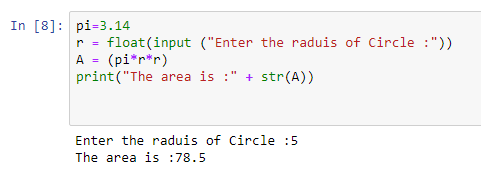 In [8]: pi=3.14
r = float(input ("Enter the raduis of Circle :"))
A = (pi*r*r)
print("The area is :" + str(A))
Enter the raduis of Circle :5
The area is :78.5